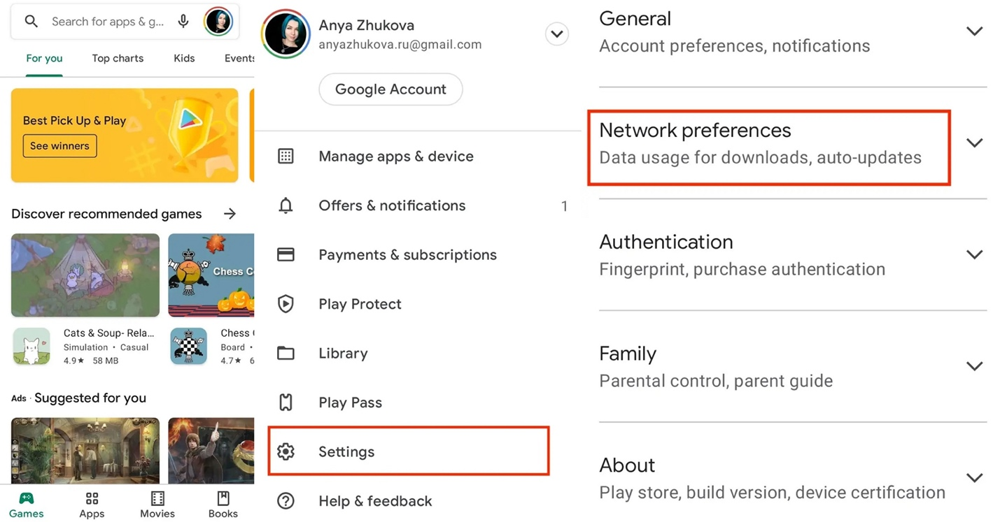 Search for apps & g...
For you
Top charts
Kids
Events
Best Pick Up & Play
See winners
Discover recommended games
Chess C
Cats & Soup- Rela...
Simulation • Casual
4.9★ 58 MB
Chess
Board •
4.7★ 6
Ads · Suggested for you
Games
Apps
Movies
Books
Anya Zhukova
anyazhukova.ru@gmail.com
Google Account
Manage apps & device
Offers & notifications 1
Payments & subscriptions
Play Protect
Library
Play Pass
Settings
Help & feedback
General
Account preferences, notifications
Network preferences
Data usage for downloads, auto-updates
Authentication
Fingerprint, purchase authentication
Family
Parental control, parent guide
About
Play store, build version, device certification